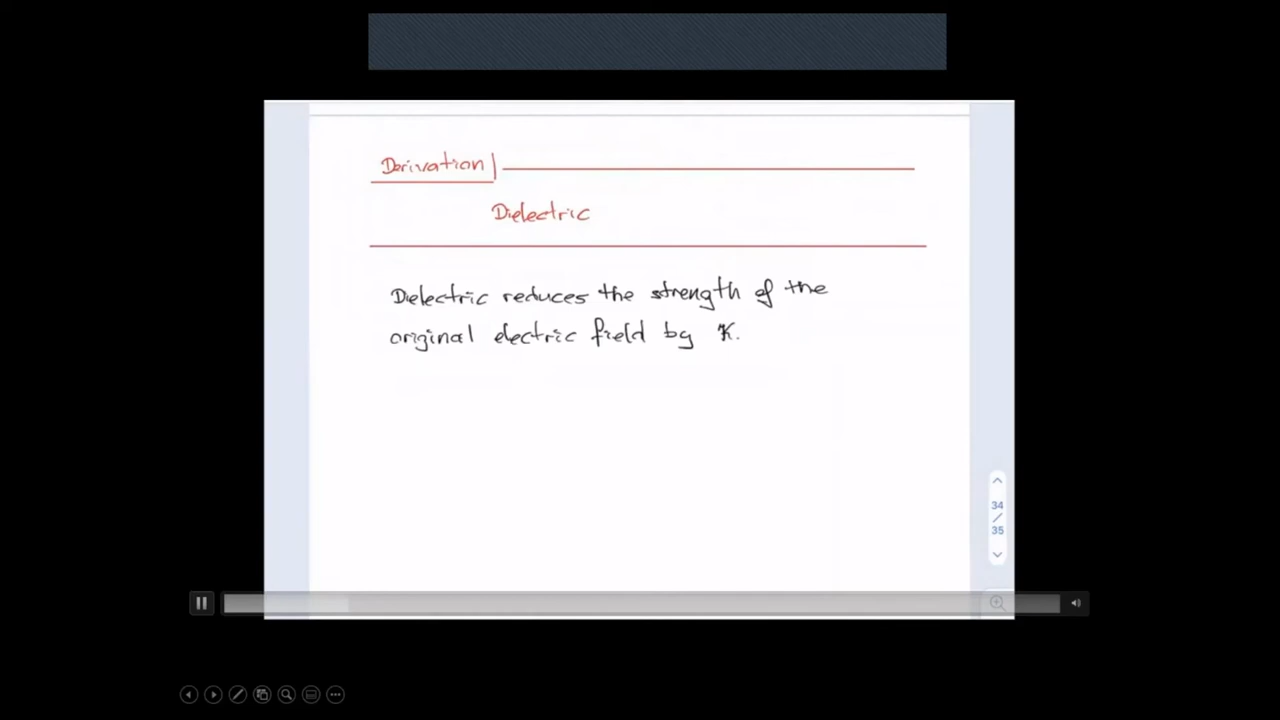 Derivation
Dielectric
Dielectric reduces the strength of the
original electric field by K.
34
/
35